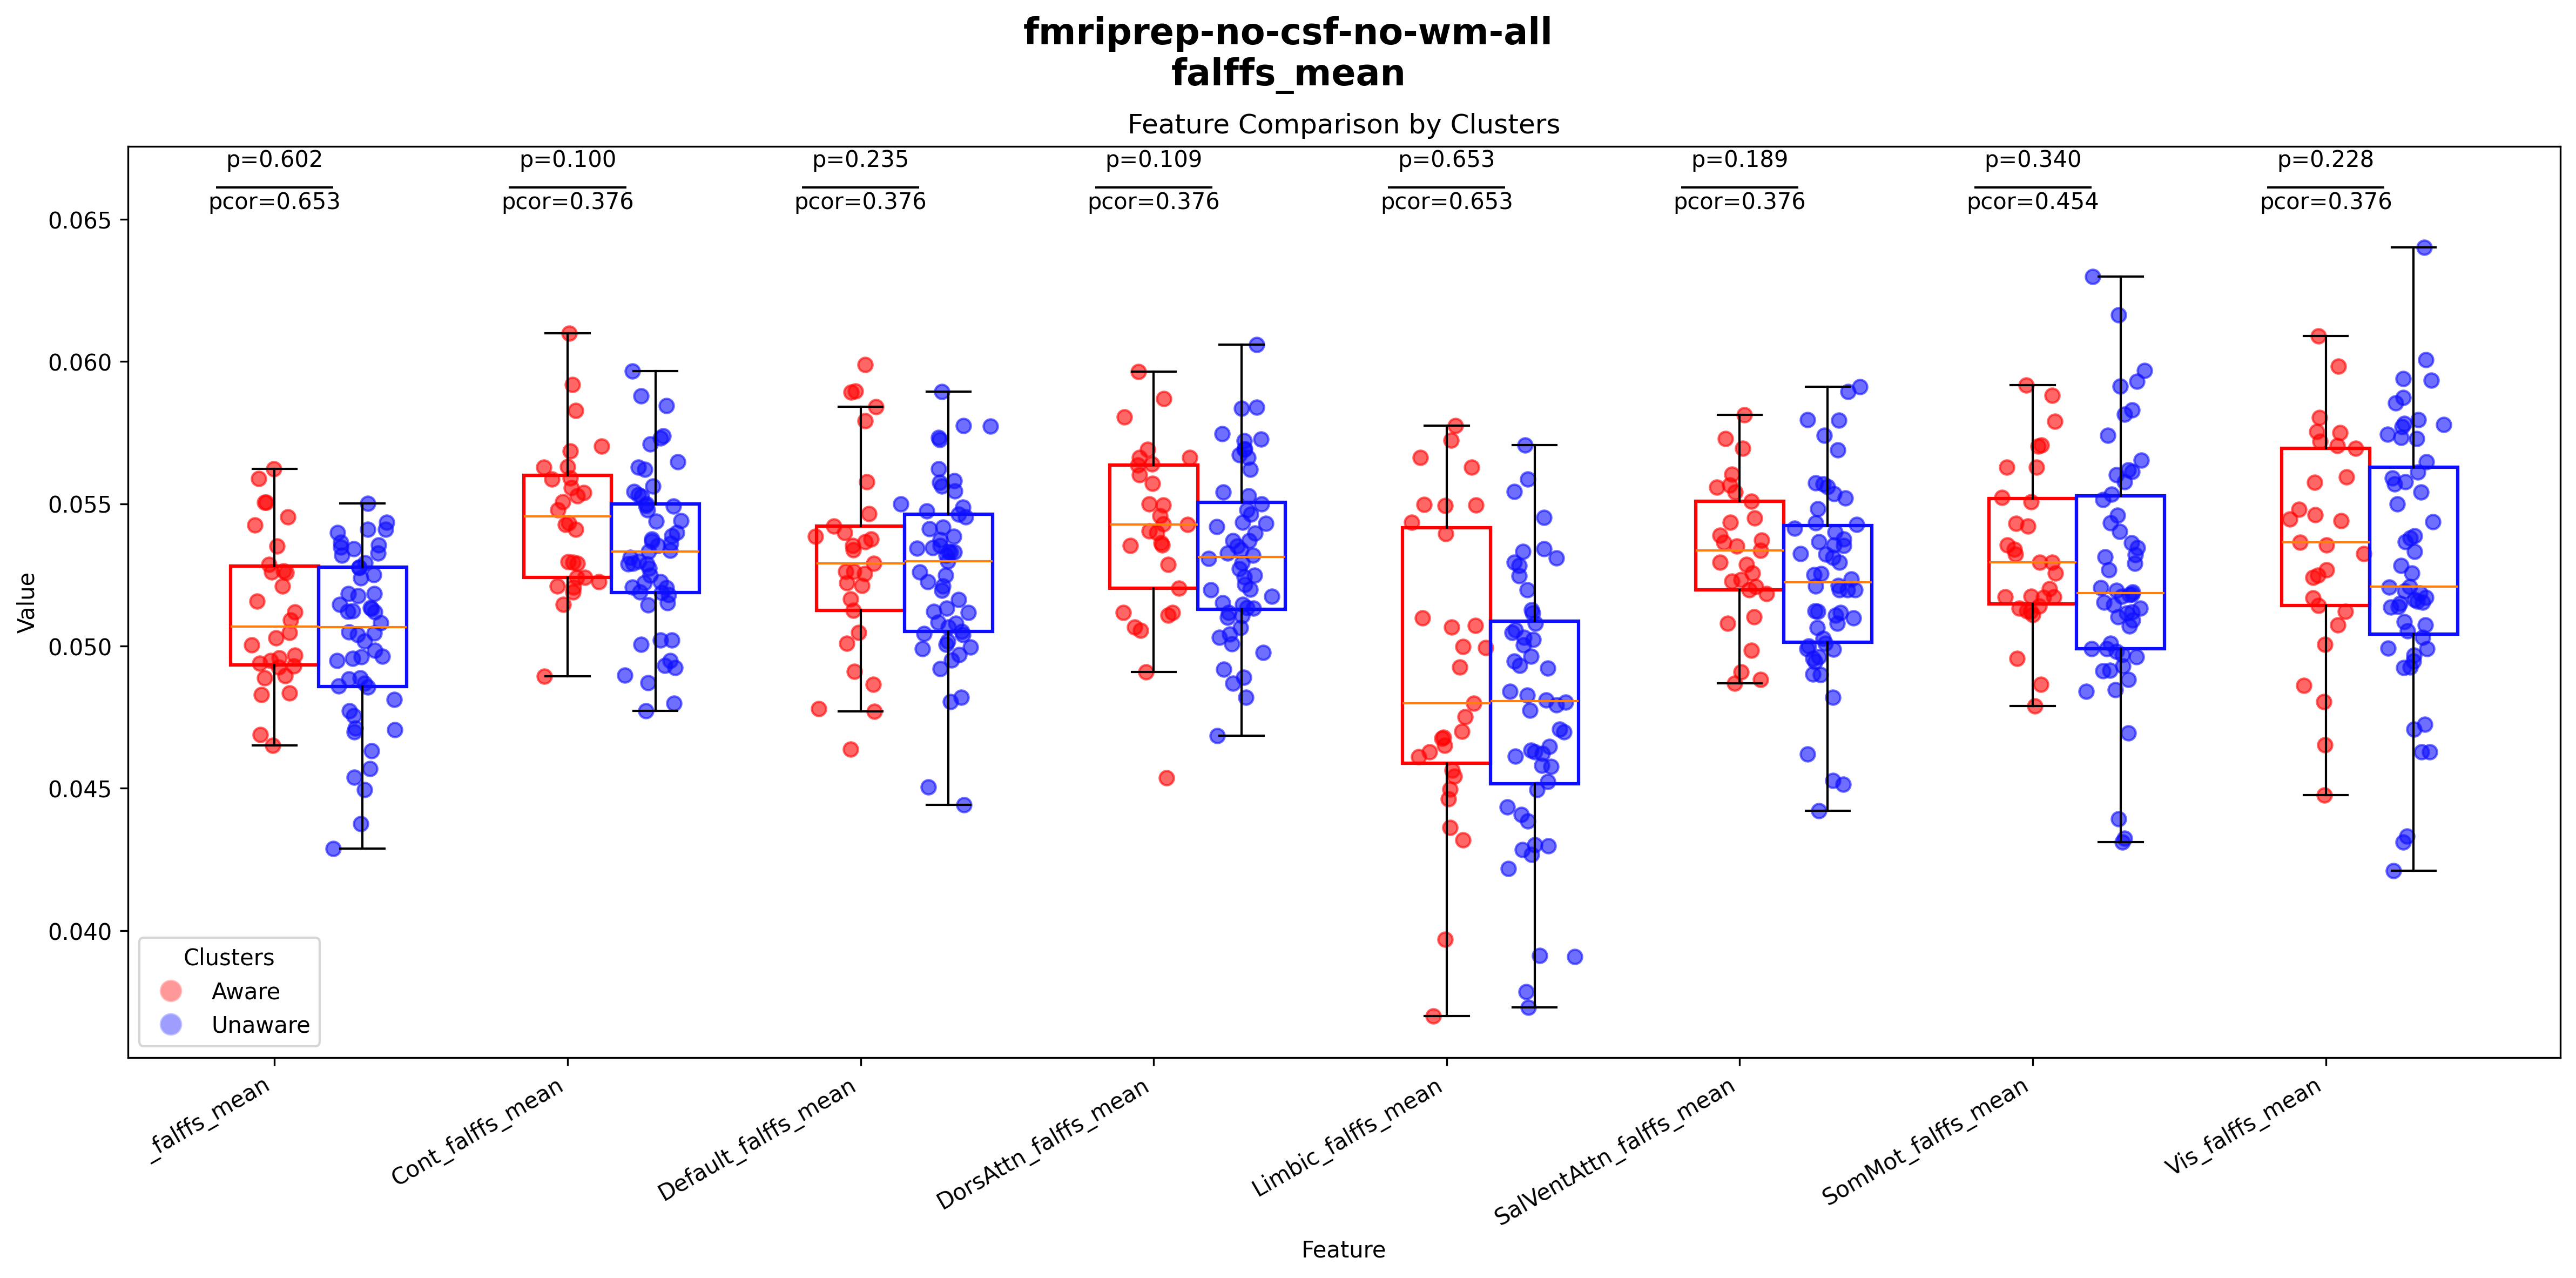 fmriprep-no-csf-no-wm-all
falffs_mean
Feature Comparison by Clusters
p=0.602
pcor=0.653
p=0.100
pcor=0.376
p=0.235
pcor=0.376
p=0.109
pcor=0.376
p=0.653
pcor=0.653
p=0.189
pcor=0.376
p=0.340
pcor=0.454
p=0.228
pcor=0.376
Value
0.065
0.060
0.055
0.050
0.045
0.040
Clusters
Aware
Unaware
_falffs_mean
Cont_falffs_mean
Default_falffs_mean
DorsAttn_falffs_mean
Limbic_falffs_mean
SalVentAttn_falffs_mean
SomMot_falffs_mean
Vis_falffs_mean
Feature